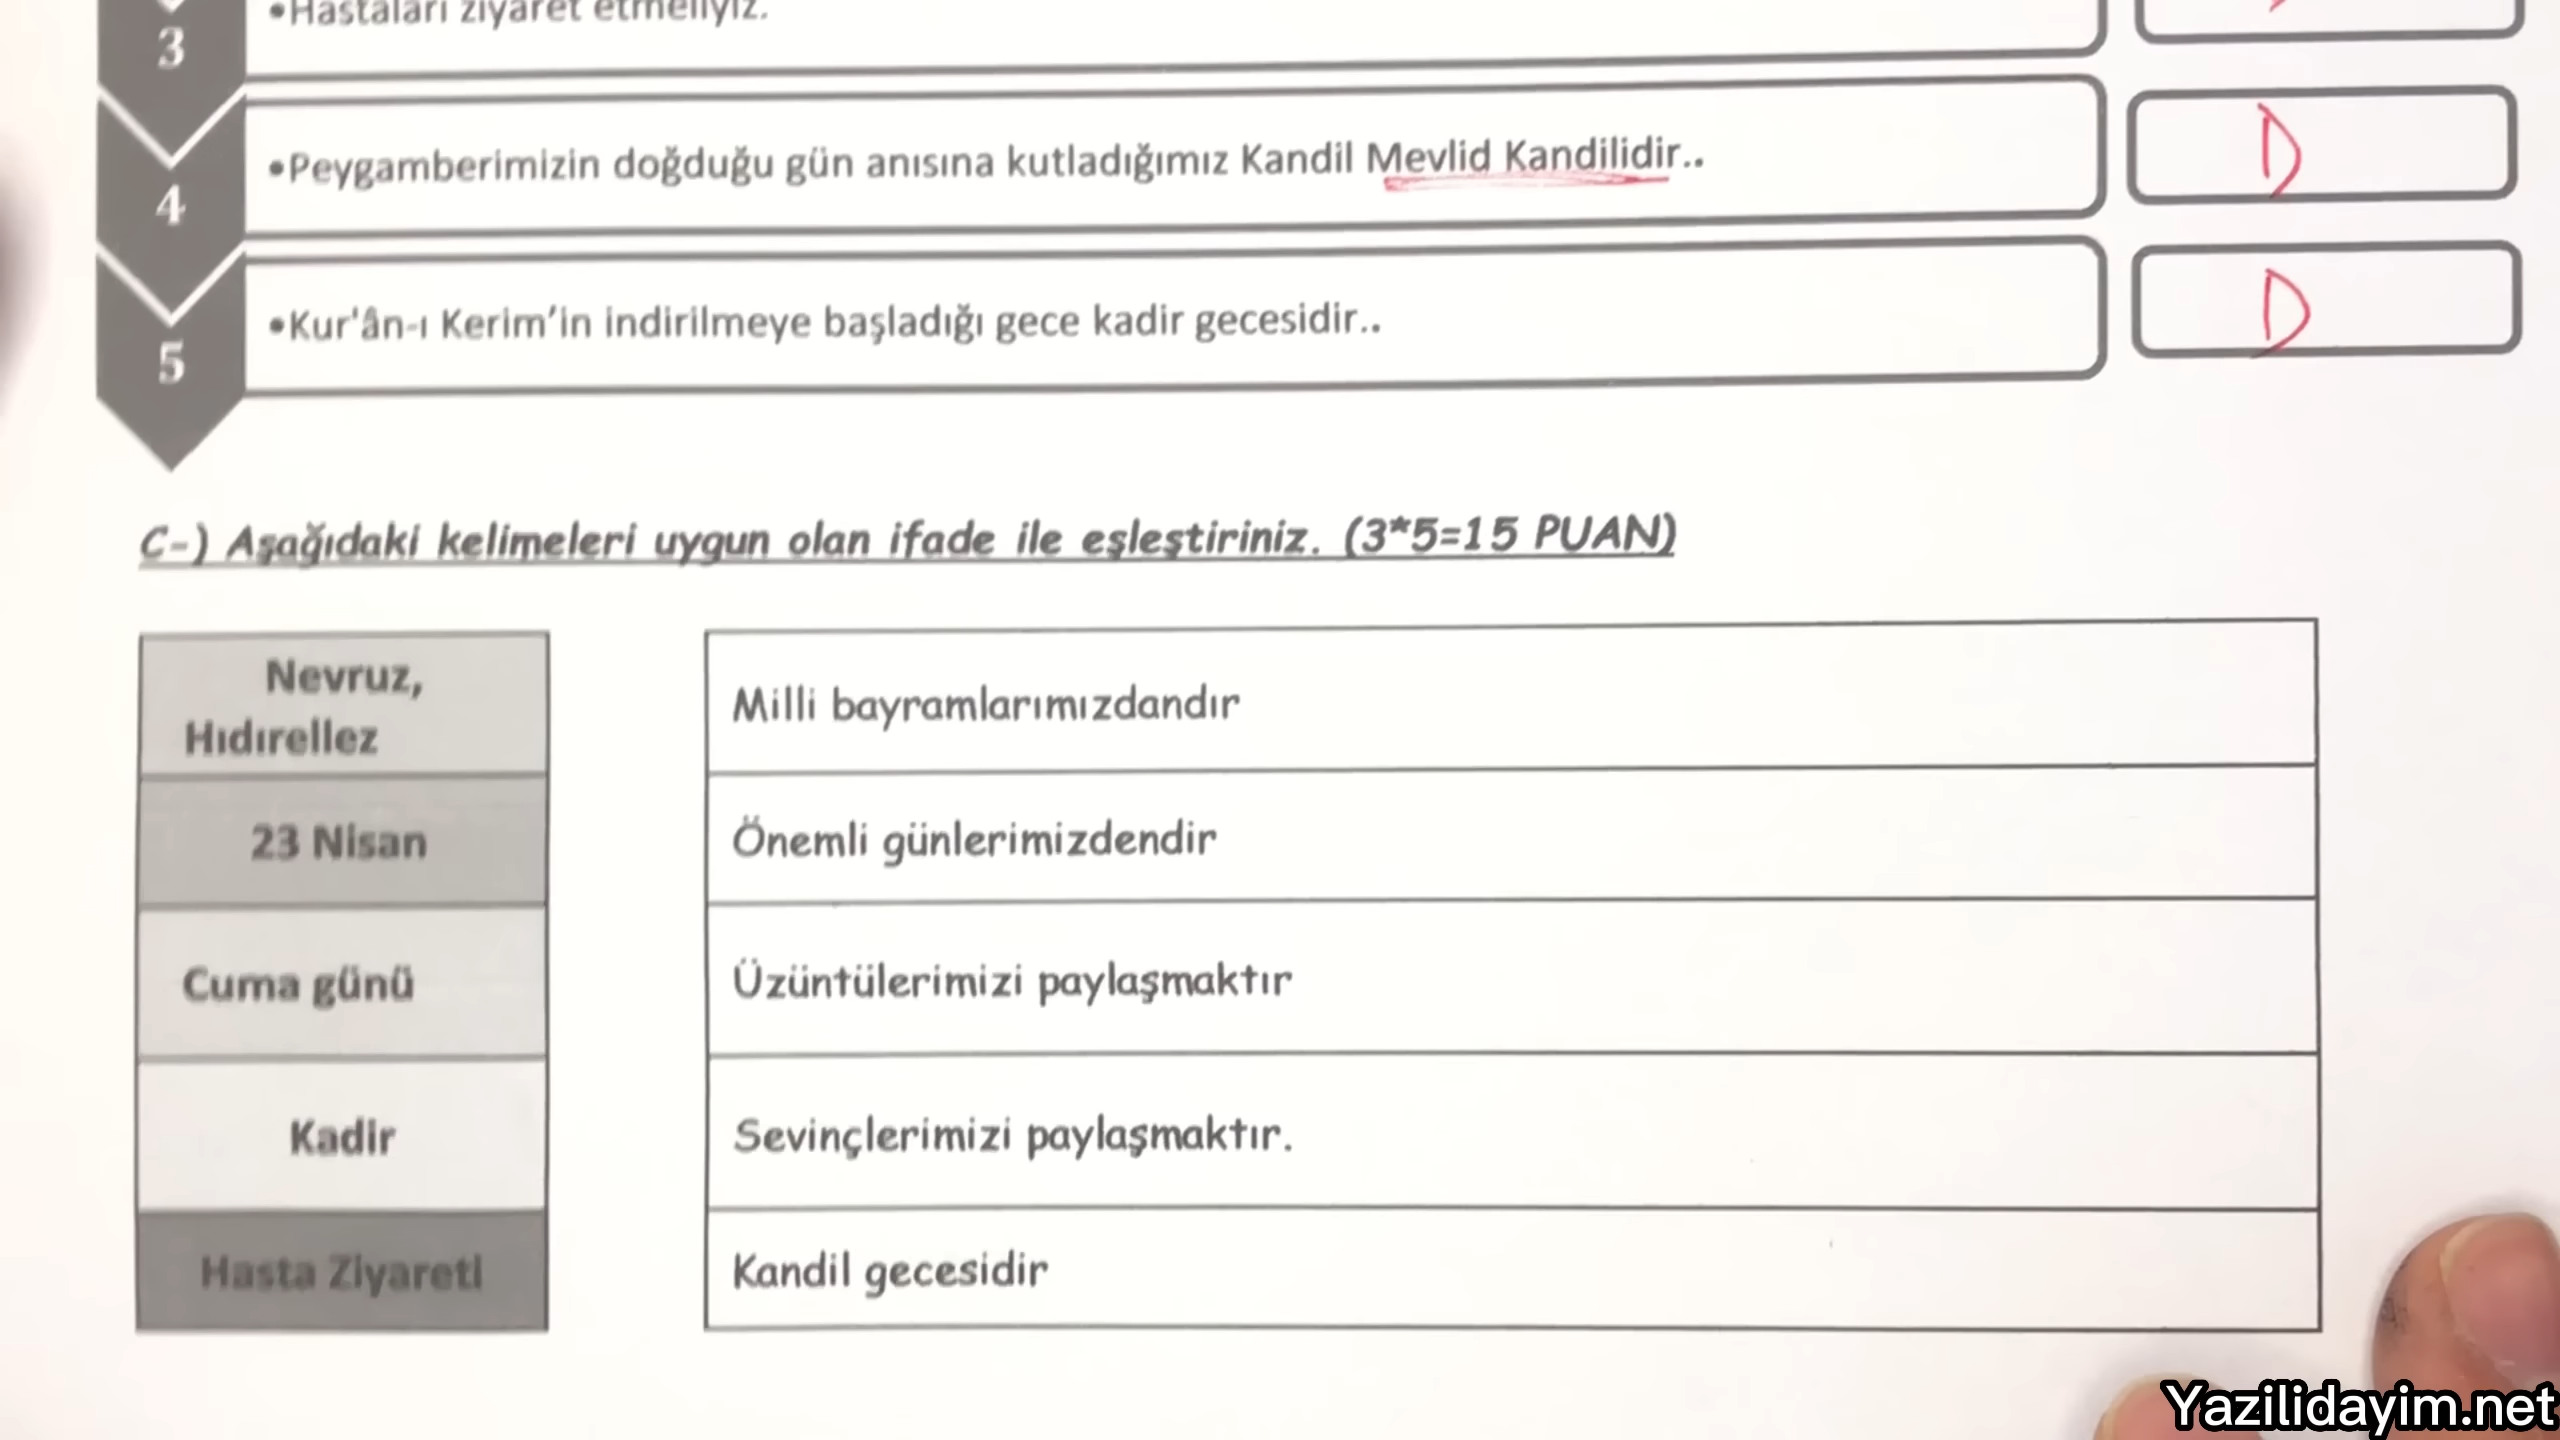 3
•Hastaları ziyaret etmeliyiz.
4
•Peygamberimizin doğduğu gün anısına kutladığımız Kandil Mevlid Kandilidir..
D
5
•Kur'ân-ı Kerim’in indirilmeye başladığı gece kadir gecesidir..
D
C-) Aşağıdaki kelimeleri uygun olan ifade ile eşleştiriniz. (3*5=15 PUAN)
Nevruz,
Hıdırellez
Milli bayramlarımızdandır
23 Nisan
Önemli günlerimizdendir
Cuma günü
Üzüntülerimizi paylaşmaktır
Kadir
Sevinçlerimizi paylaşmaktır.
Hasta Ziyareti
Kandil gecesidir
Yazilidayim.net